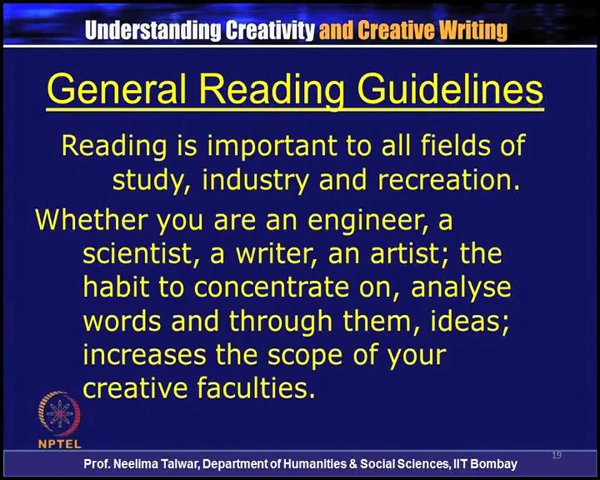 Understanding Creativity and Creative Writing
General Reading Guidelines
Reading is important to all fields of
study, industry and recreation.
Whether you are an engineer, a
scientist, a writer, an artist; the
habit to concentrate on, analyse
words and through them, ideas;
increases the scope of your
creative faculties.
NPTEL
19
Prof. Neelima Talwar, Department of Humanities & Social Sciences, IIT Bombay